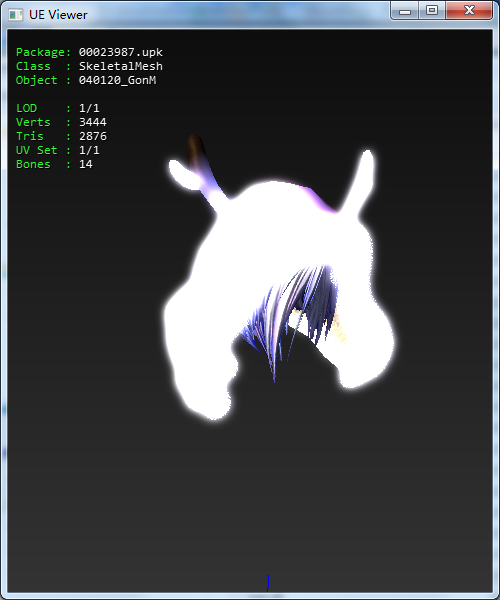 UE Viewer
Package: 00023987.upk
Class : SkeletalMesh
Object : 040120_GonM
LOD : 1/1
Verts : 3444
Tris : 2876
UV Set : 1/1
Bones : 14